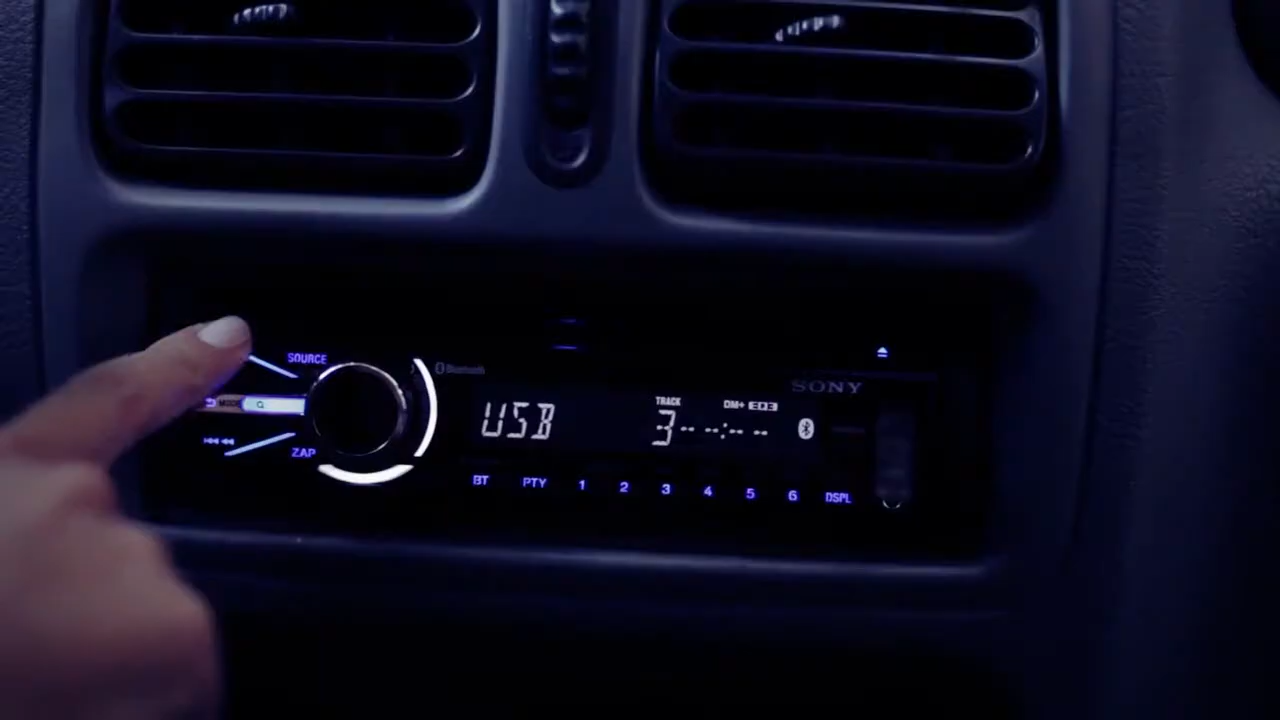 SOURCE
Bluetooth
SONY
MODE
USB
TRACK
3-- --:-- --
DM+ EQ3
ZAP
BT PTY 1 2 3 4 5 6 DSPL